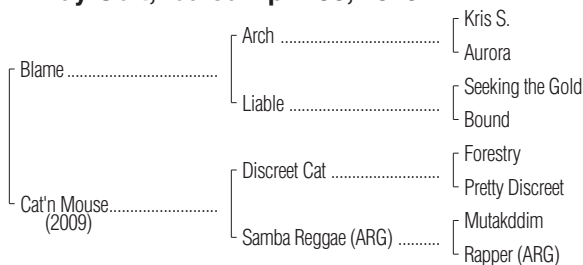 Kris S.
Arch ..........................................
Aurora
Blame ........................................
Seeking the Gold
Liable ..........................................
Bound
Forestry
Discreet Cat ..............................
Pretty Discreet
Cat'n Mouse..............................
(2009)
Mutakddim
Samba Reggae (ARG) ..........
Rapper (ARG)